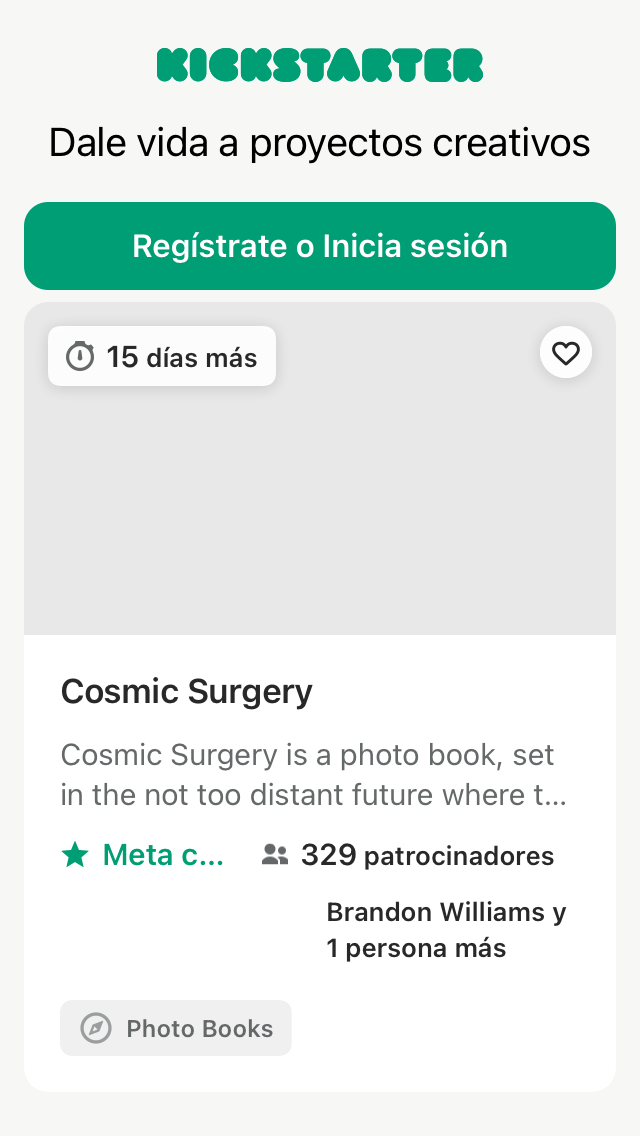 KICKSTARTER
Dale vida a proyectos creativos
Regístrate o Inicia sesión
15 días más
Cosmic Surgery
Cosmic Surgery is a photo book, set
in the not too distant future where t...
Meta c...
329 patrocinadores
Brandon Williams y
1 persona más
Photo Books